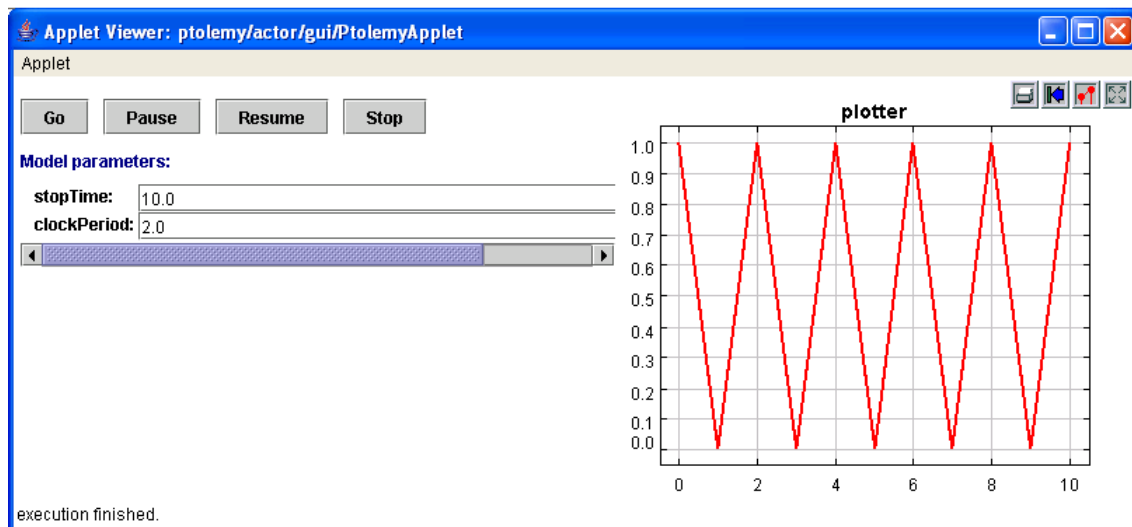 Applet Viewer: ptolemy/actor/gui/PtolemyApplet
Applet
Go Pause Resume Stop
Model parameters:
stopTime: 10.0
clockPeriod: 2.0
plotter
1.0
0.9
0.8
0.7
0.6
0.5
0.4
0.3
0.2
0.1
0.0
0 2 4 6 8 10
execution finished.